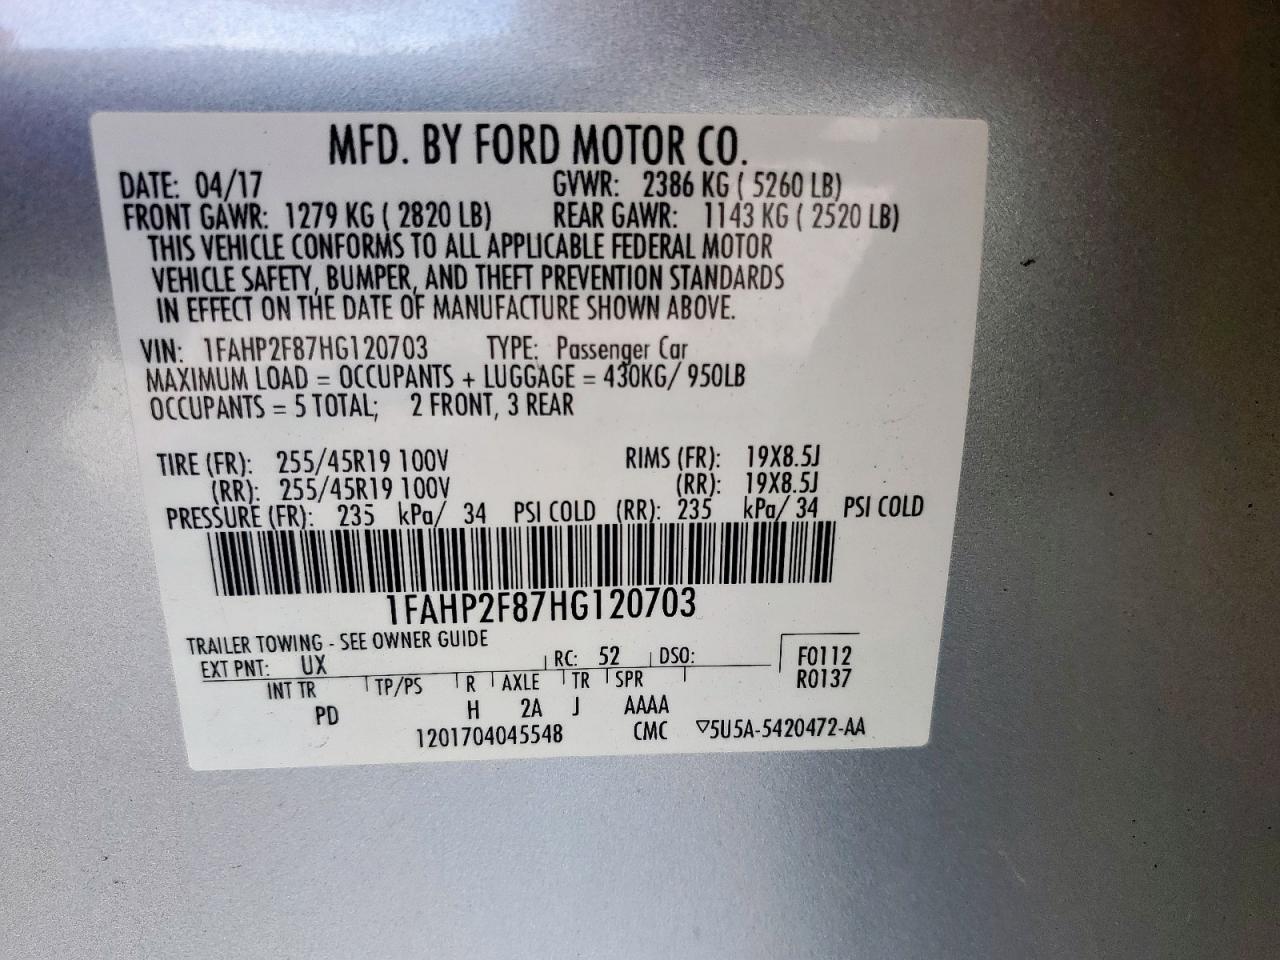 MFD. BY FORD MOTOR CO.
DATE: 04/17 GVWR: 2386 KG ( 5260 LB)
FRONT GAWR: 1279 KG ( 2820 LB) REAR GAWR: 1143 KG ( 2520 LB)
THIS VEHICLE CONFORMS TO ALL APPLICABLE FEDERAL MOTOR
VEHICLE SAFETY, BUMPER, AND THEFT PREVENTION STANDARDS
IN EFFECT ON THE DATE OF MANUFACTURE SHOWN ABOVE.
VIN: 1FAHP2F87HG120703 TYPE: Passenger Car
MAXIMUM LOAD = OCCUPANTS + LUGGAGE = 430KG/ 950LB
OCCUPANTS = 5 TOTAL; 2 FRONT, 3 REAR
TIRE (FR): 255/45R19 100V RIMS (FR): 19X8.5J
(RR): 255/45R19 100V (RR): 19X8.5J
PRESSURE (FR): 235 kPa/ 34 PSI COLD (RR): 235 kPa/ 34 PSI COLD
1FAHP2F87HG120703
TRAILER TOWING - SEE OWNER GUIDE
EXT PNT: UX RC: 52 DSO: F0112
INT TR TP/PS R AXLE TR SPR R0137
PD H 2A J AAAA
1201704045548 CMC ▽5U5A-5420472-AA